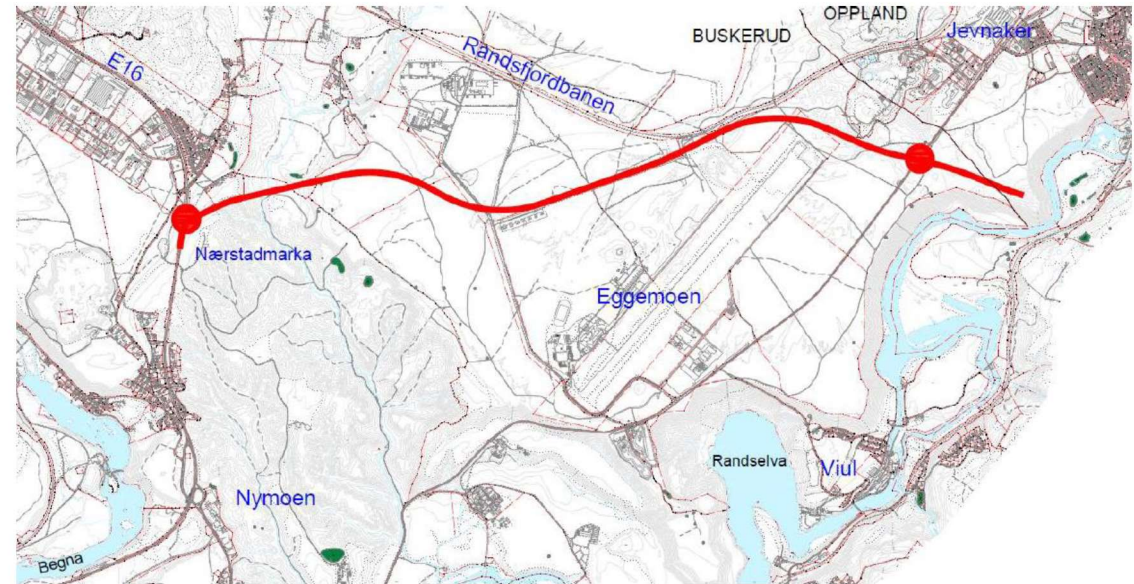 OPPLAND
BUSKERUD
Jevnaker
Randsfjordbanen
E16
Nærstadmarka
Eggemoen
Randselva
Viul
Nymoen
Begna